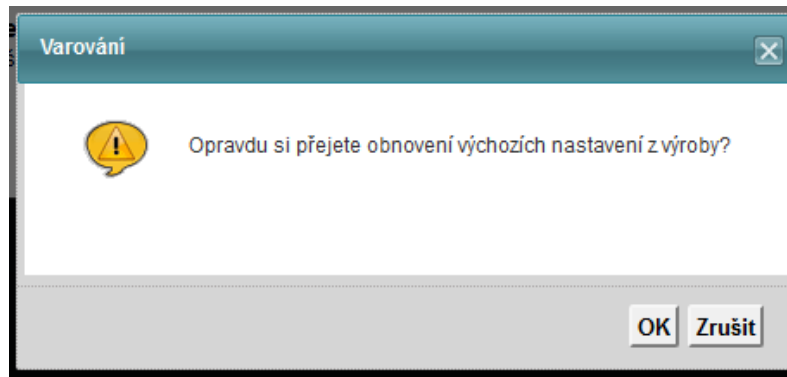 Varování
Opravdu si přejete obnovení výchozích nastavení z výroby?
OK Zrušit